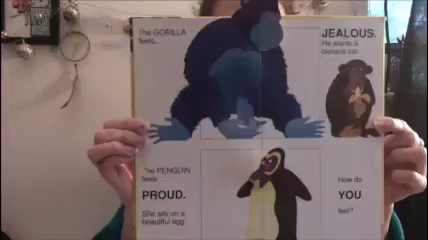 The GORILLA
feels...
JEALOUS.
He wants a
banana too.
The PENGUIN
feels
PROUD.
She sits on a
beautiful egg
How do
YOU
feel?